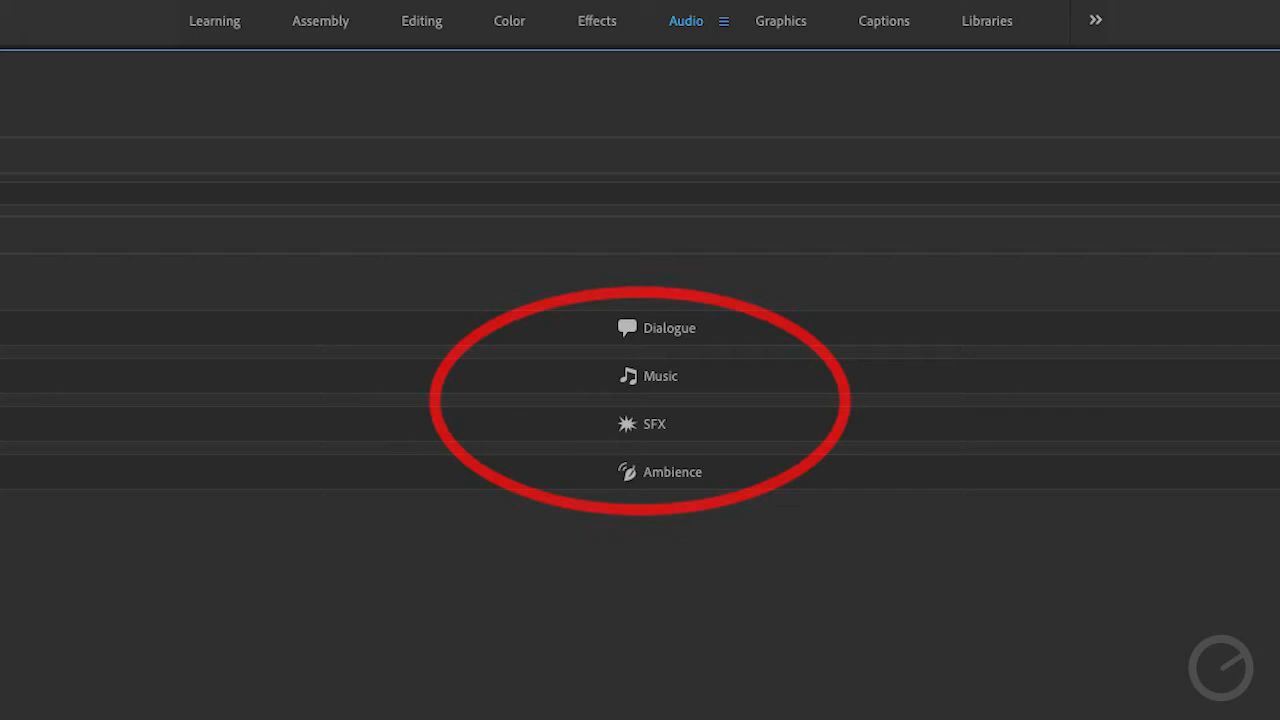 Learning Assembly Editing Color Effects Audio Graphics Captions Libraries
Dialogue
Music
SFX
Ambience